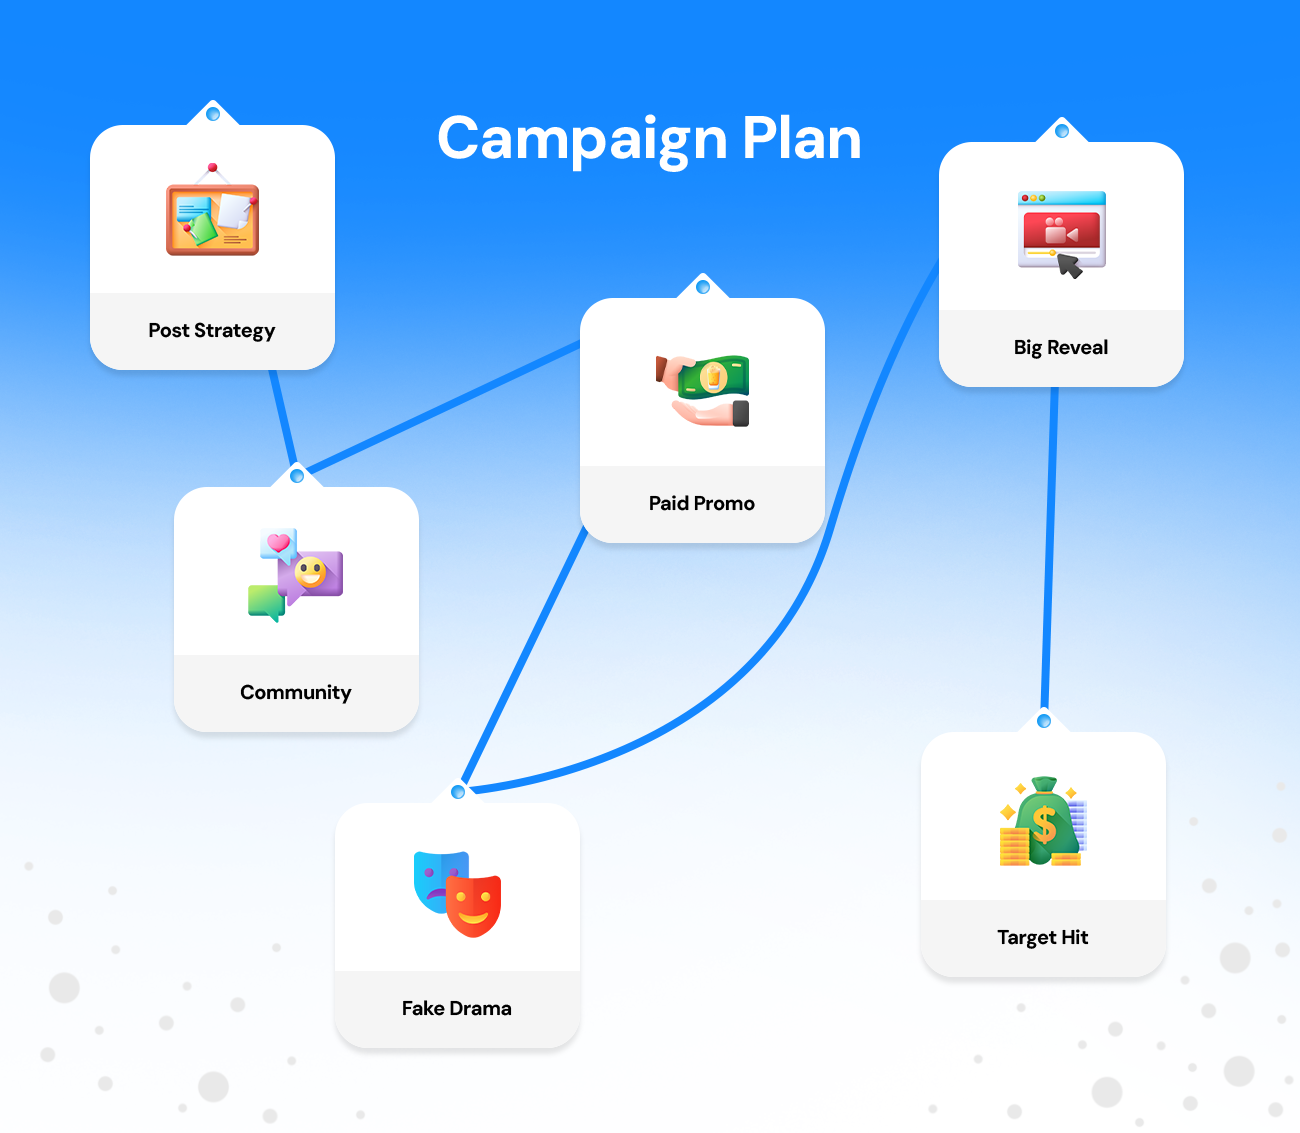 Campaign Plan
Post Strategy
Community
Paid Promo
Fake Drama
Big Reveal
Target Hit